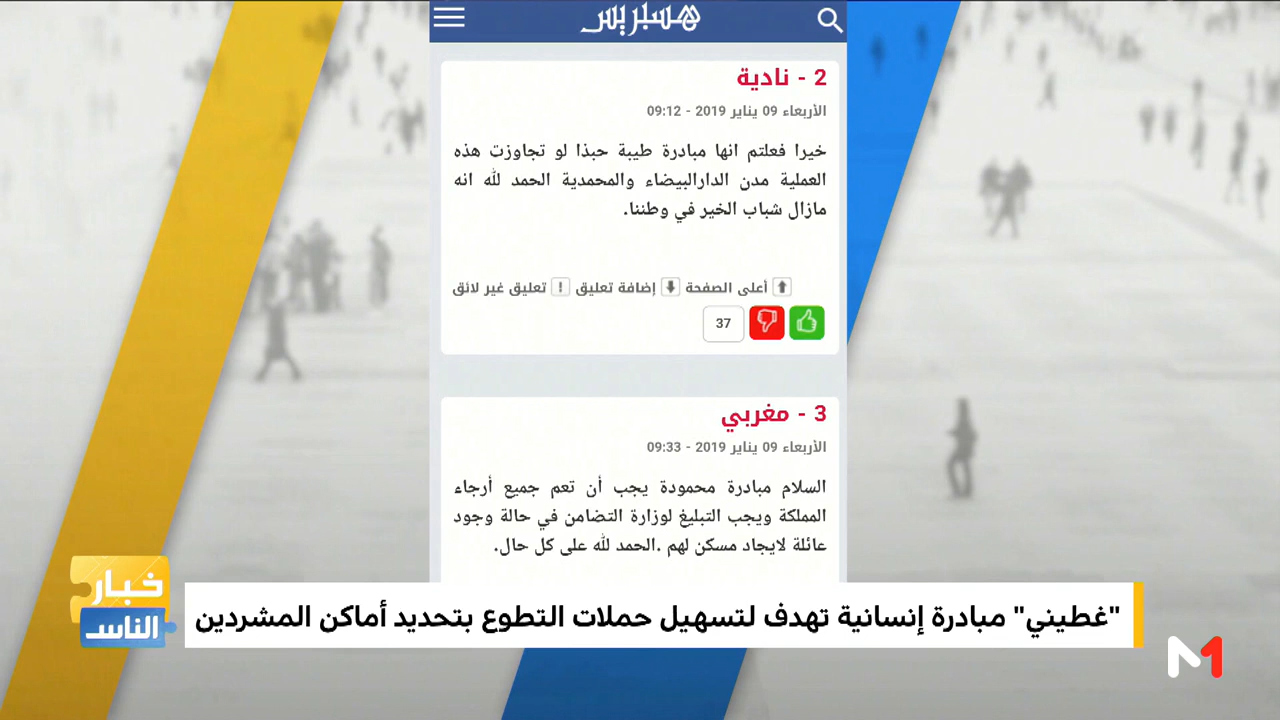 هسبريس
2 - نادية
الأربعاء 09 يناير 2019 - 09:12
خيرا فعلتم انها مبادرة طيبة حبذا لو تجاوزت هذه
العملية مدن الدارالبيضاء والمحمدية الحمد لله انه
مازال شباب الخير في وطننا.
أعلى الصفحة إضافة تعليق ! تعليق غير لائق
37
3 - مغربي
الأربعاء 09 يناير 2019 - 09:33
السلام مبادرة محمودة يجب أن تعم جميع أرجاء
المملكة ويجب التبليغ لوزارة التضامن في حالة وجود
عائلة لايجاد مسكن لهم .الحمد لله على كل حال.
خبار
الناس
"غطيني" مبادرة إنسانية تهدف لتسهيل حملات التطوع بتحديد أماكن المشردين
M1